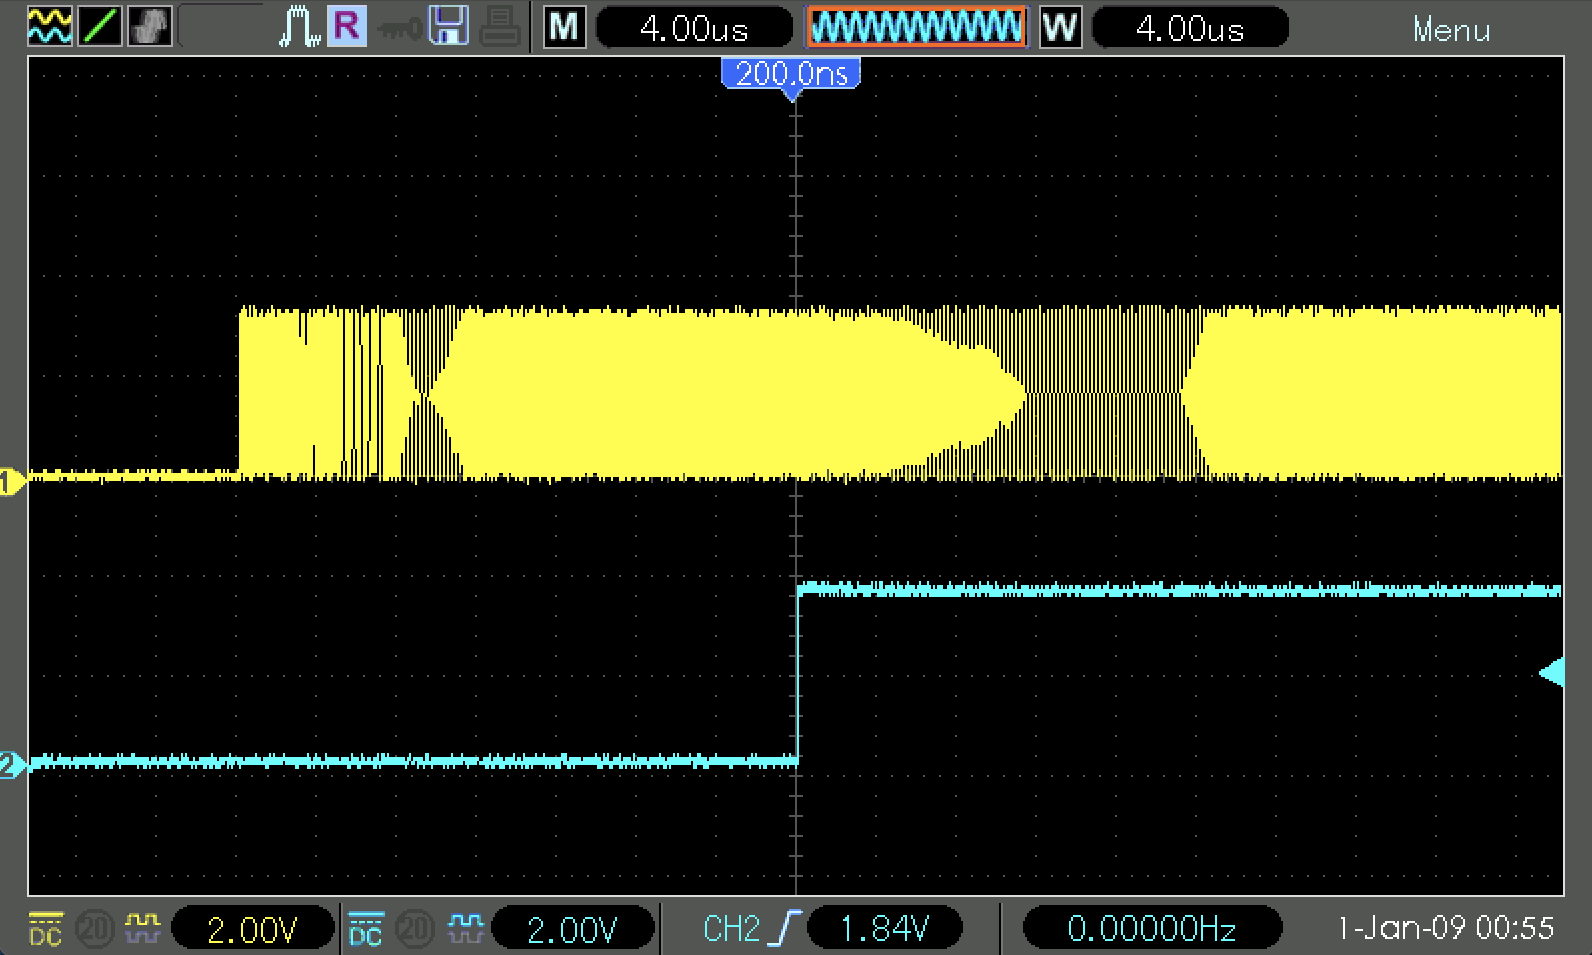 R M 4.00us W 4.00us Menu
200.0ns
1
2
DC 20 2.00V DC 20 2.00V CH2 1.84V 0.00000Hz 1-Jan-09 00:55